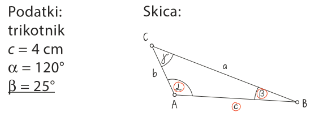 Podatki:
trikotnik
c = 4 cm
α = 120°
β = 25°
Skica:
C
γ
b
a
α
β
A
c
B